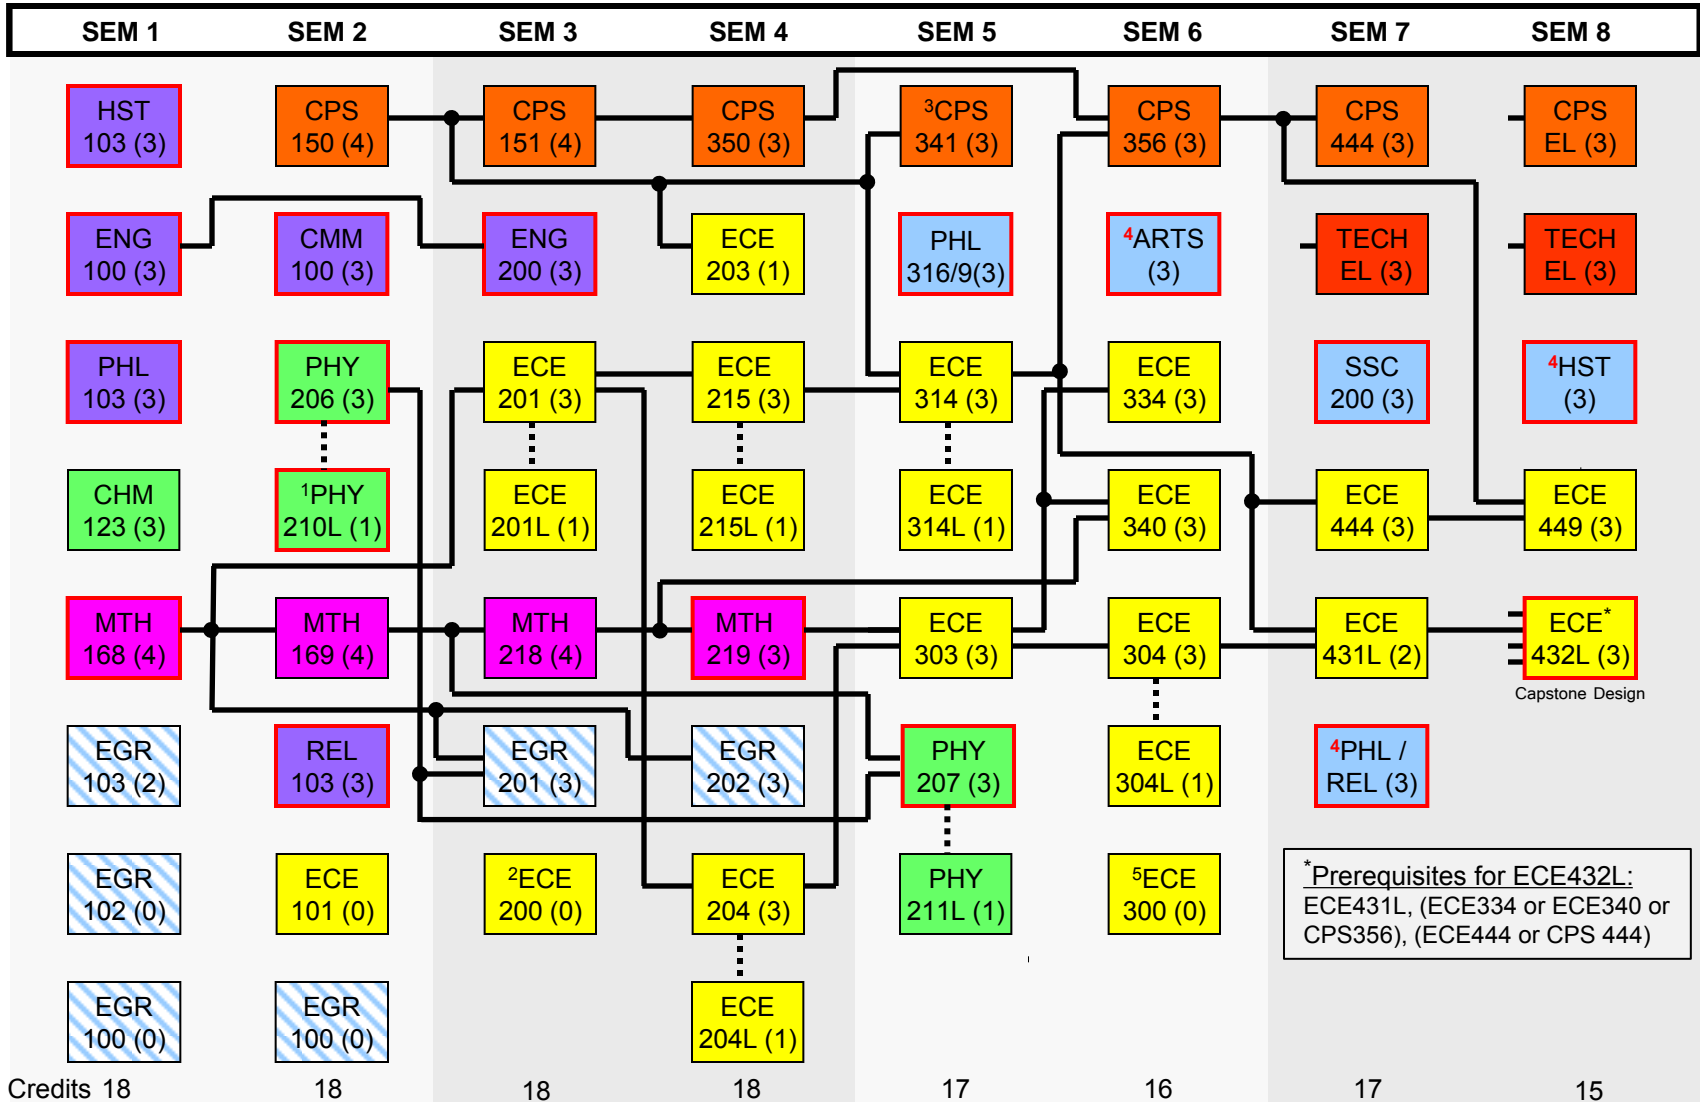 SEM 1 SEM 2 SEM 3 SEM 4 SEM 5 SEM 6 SEM 7 SEM 8
HST
103 (3)
CPS
150 (4)
CPS
151 (4)
CPS
350 (3)
³CPS
341 (3)
CPS
356 (3)
CPS
444 (3)
CPS
EL (3)
ENG
100 (3)
CMM
100 (3)
ENG
200 (3)
ECE
203 (1)
PHL
316/9(3)
⁴ARTS
(3)
TECH
EL (3)
TECH
EL (3)
PHL
103 (3)
PHY
206 (3)
ECE
201 (3)
ECE
215 (3)
ECE
314 (3)
ECE
334 (3)
SSC
200 (3)
⁴HST
(3)
CHM
123 (3)
¹PHY
210L (1)
ECE
201L (1)
ECE
215L (1)
ECE
314L (1)
ECE
340 (3)
ECE
444 (3)
ECE
449 (3)
MTH
168 (4)
MTH
169 (4)
MTH
218 (4)
MTH
219 (3)
ECE
303 (3)
ECE
304 (3)
ECE
431L (2)
ECE*
432L (3)
Capstone Design
EGR
103 (2)
REL
103 (3)
EGR
201 (3)
EGR
202 (3)
PHY
207 (3)
ECE
304L (1)
⁴PHL /
REL (3)
EGR
102 (0)
ECE
101 (0)
²ECE
200 (0)
ECE
204 (3)
PHY
211L (1)
⁵ECE
300 (0)
*Prerequisites for ECE432L:
ECE431L, (ECE334 or ECE340 or
CPS356), (ECE444 or CPS 444)
EGR
100 (0)
EGR
100 (0)
ECE
204L (1)
Credits 18 18 18 18 17 16 17 15